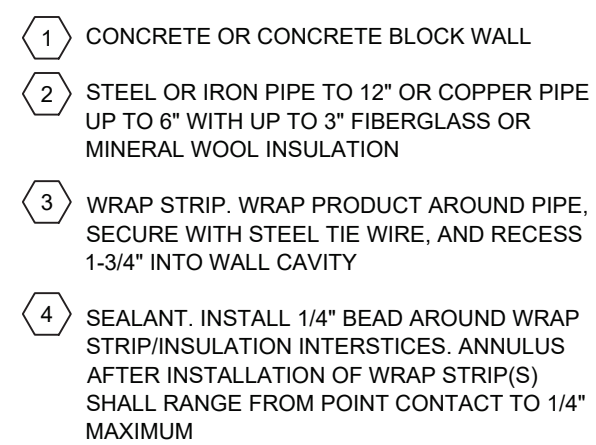 1 CONCRETE OR CONCRETE BLOCK WALL
2 STEEL OR IRON PIPE TO 12" OR COPPER PIPE
UP TO 6" WITH UP TO 3" FIBERGLASS OR
MINERAL WOOL INSULATION
3 WRAP STRIP. WRAP PRODUCT AROUND PIPE,
SECURE WITH STEEL TIE WIRE, AND RECESS
1-3/4" INTO WALL CAVITY
4 SEALANT. INSTALL 1/4" BEAD AROUND WRAP
STRIP/INSULATION INTERSTICES. ANNULUS
AFTER INSTALLATION OF WRAP STRIP(S)
SHALL RANGE FROM POINT CONTACT TO 1/4"
MAXIMUM